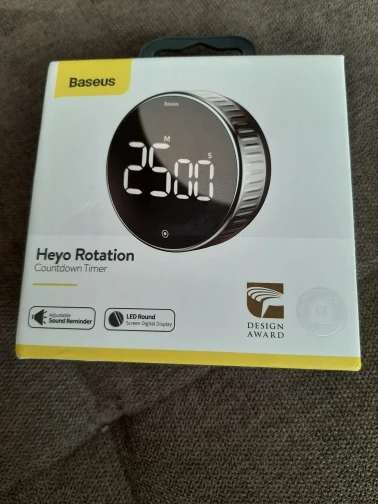 Baseus
Baseus
M
S
25 00
Heyo Rotation
Countdown Timer
Adjustable
Sound Reminder
LED Round
Screen Digital Display
DESIGN
AWARD